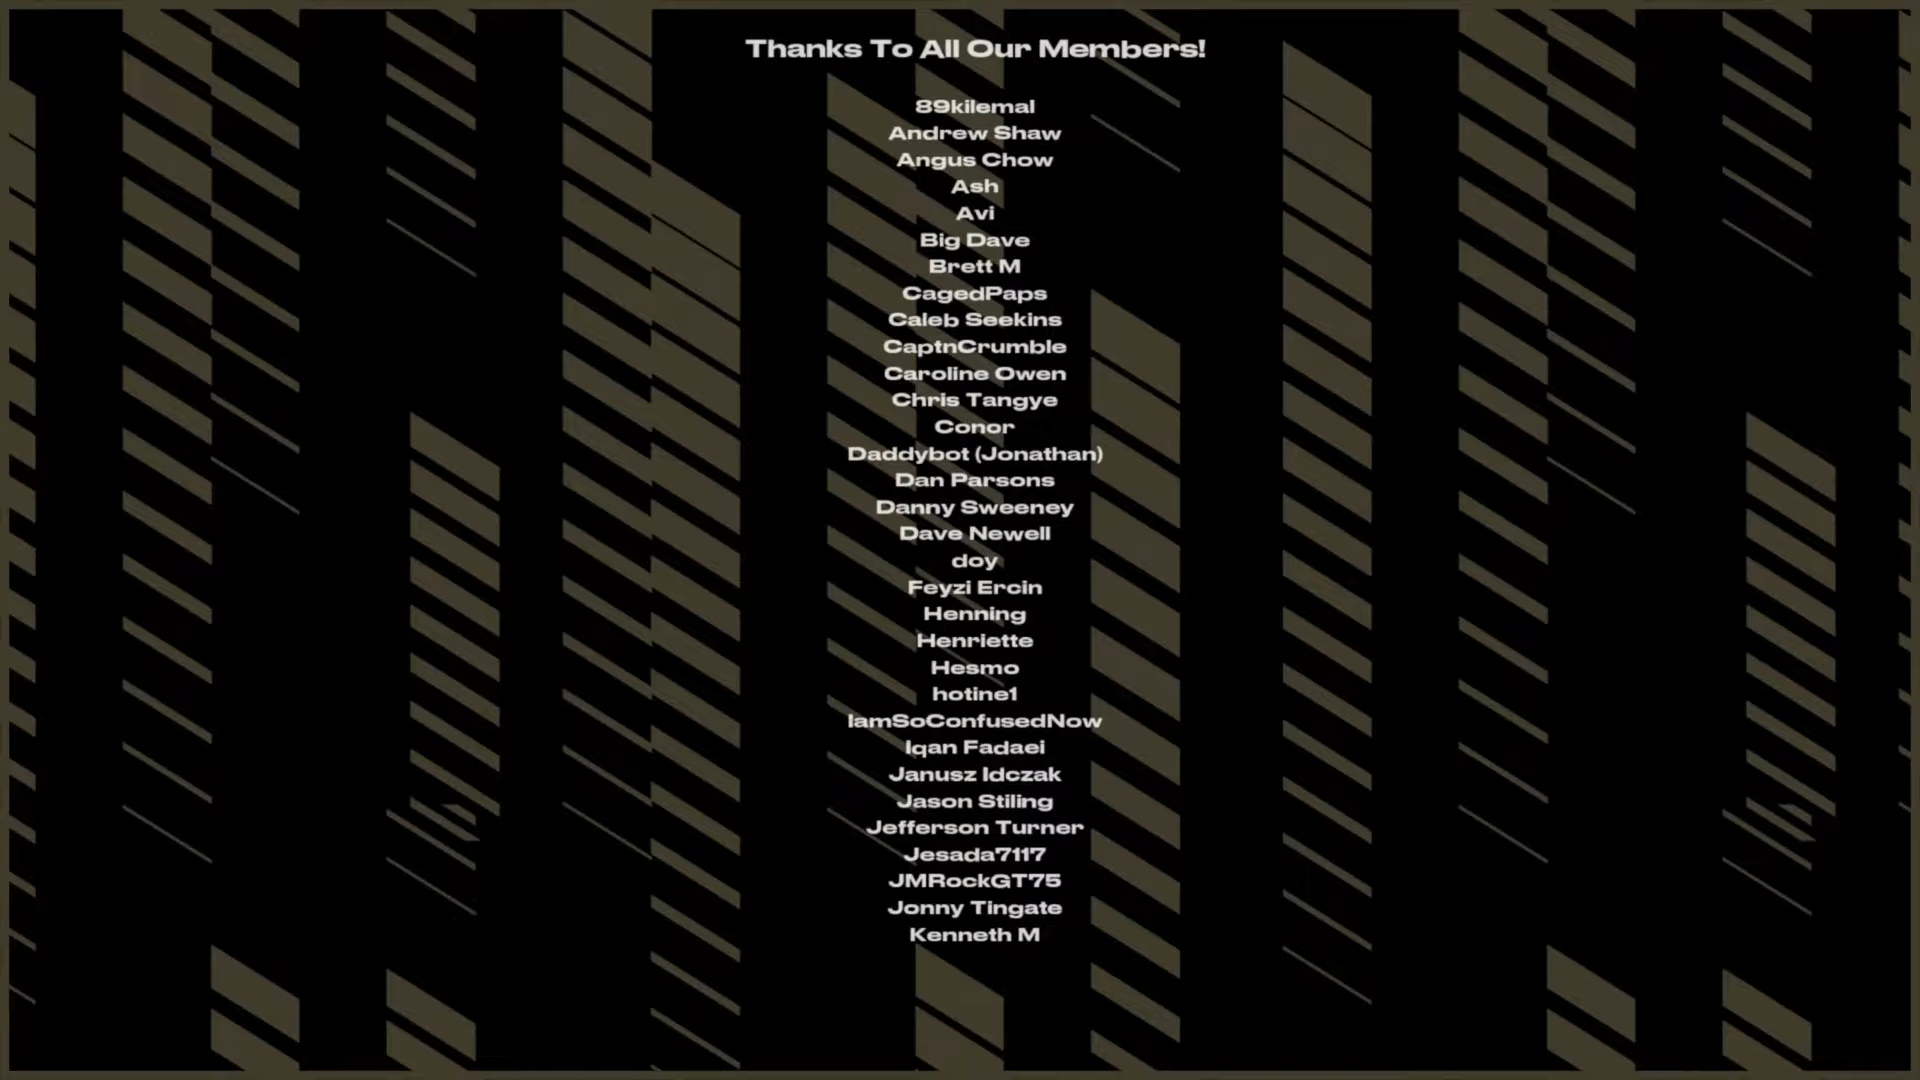 Thanks To All Our Members!
89kilemal
Andrew Shaw
Angus Chow
Ash
Avi
Big Dave
Brett M
CagedPaps
Caleb Seekins
CaptnCrumble
Caroline Owen
Chris Tangye
Conor
Daddybot (Jonathan)
Dan Parsons
Danny Sweeney
Dave Newell
doy
Feyzi Ercin
Henning
Henriette
Hesmo
hotine1
IamSoConfusedNow
Iqan Fadaei
Janusz Idczak
Jason Stiling
Jefferson Turner
Jesada7117
JMRockGT75
Jonny Tingate
Kenneth M